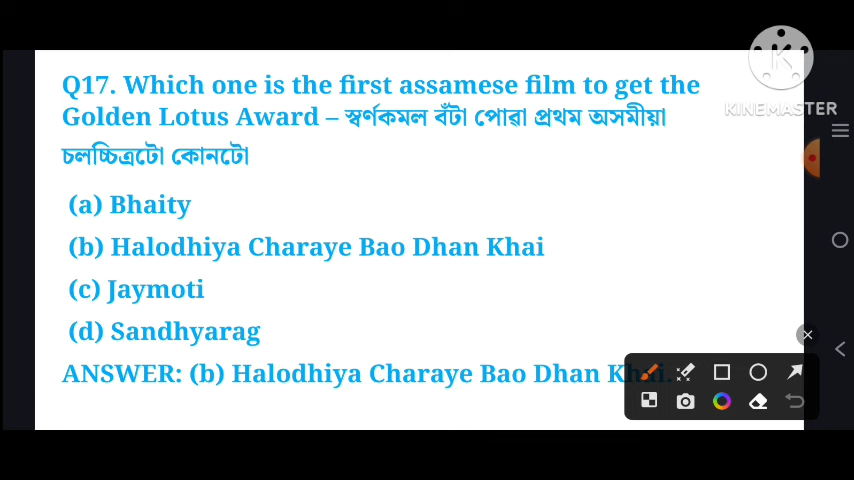 Q17. Which one is the first assamese film to get the
Golden Lotus Award – স্বৰ্ণকমল বঁটা পোৱা প্ৰথম অসমীয়া
চলচ্চিত্ৰটো কোনটো
(a) Bhaity
(b) Halodhiya Charaye Bao Dhan Khai
(c) Jaymoti
(d) Sandhyarag
ANSWER: (b) Halodhiya Charaye Bao Dhan Khai.
K
KINEMASTER